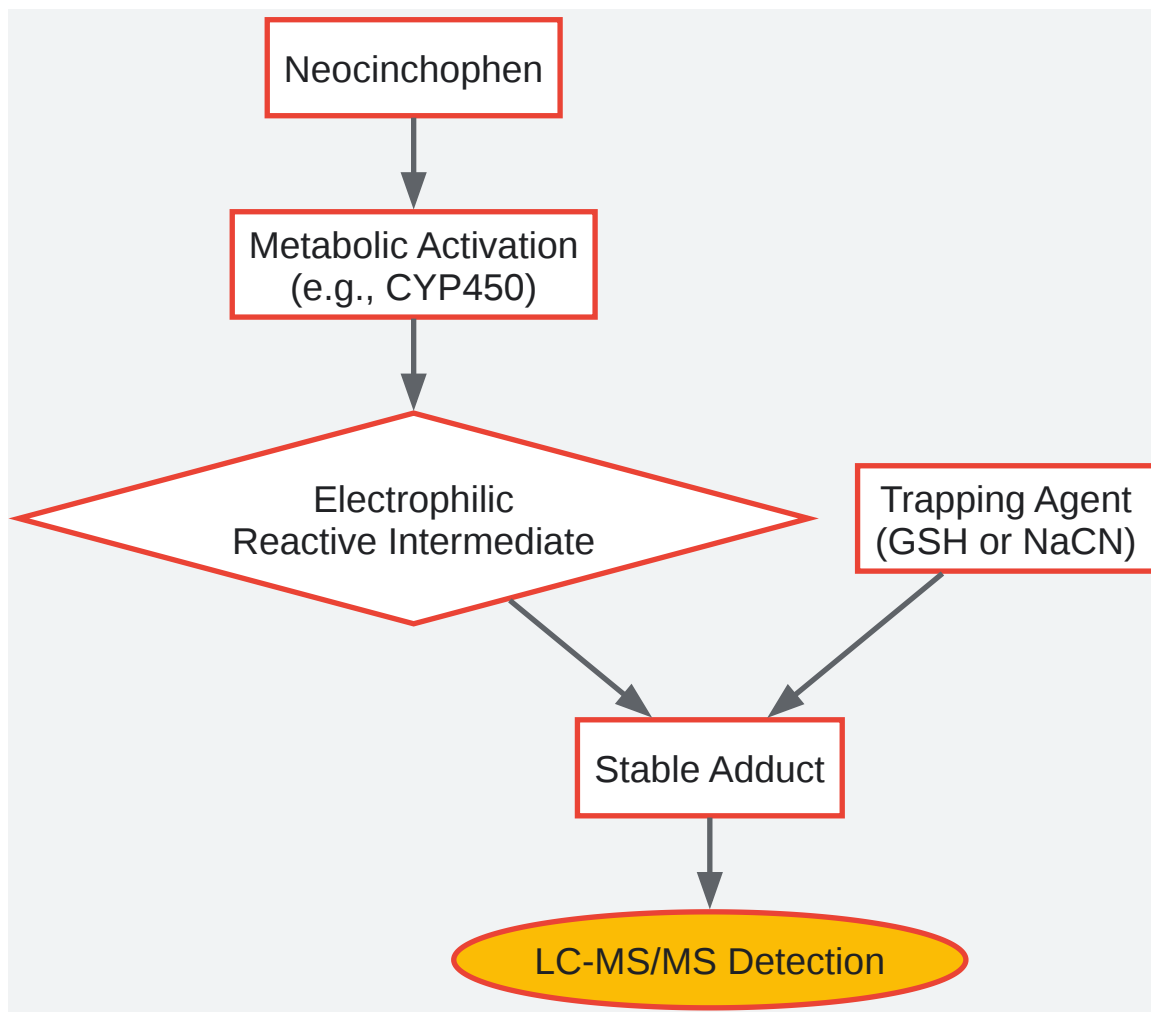 Neocinchophen
Metabolic Activation
(e.g., CYP450)
Electrophilic
Reactive Intermediate
Trapping Agent
(GSH or NaCN)
Stable Adduct
LC-MS/MS Detection